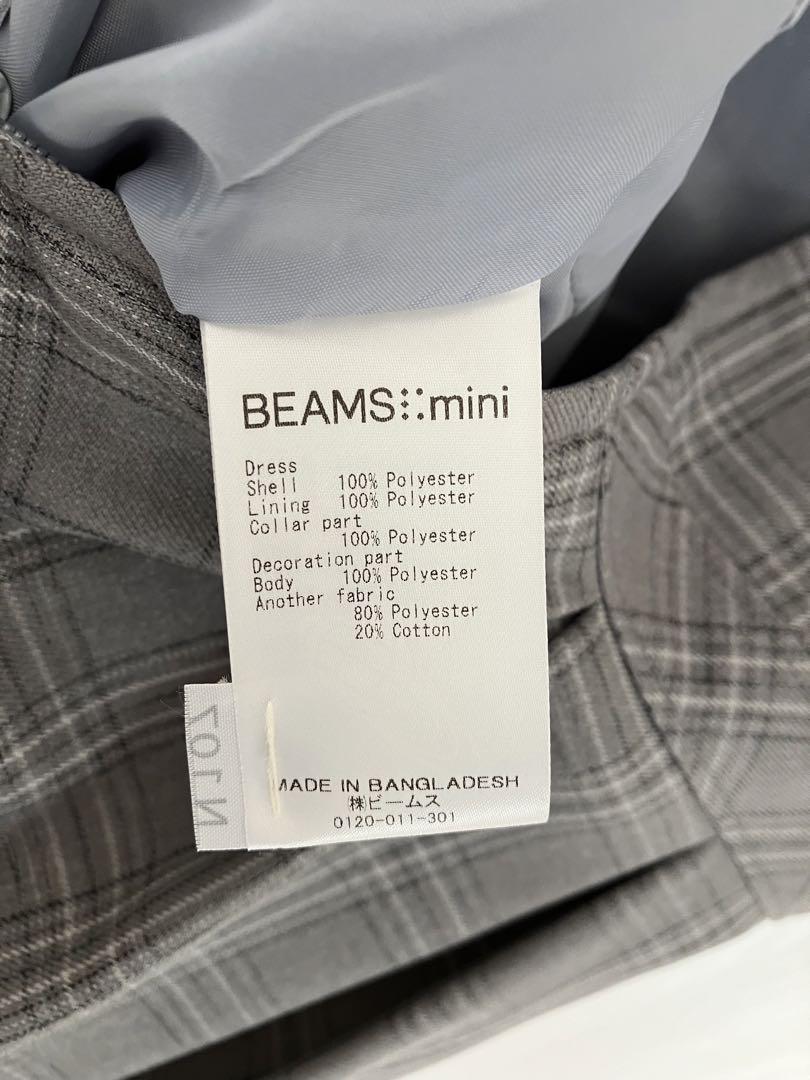 BEAMS mini
Dress
Shell 100% Polyester
Lining 100% Polyester
Collar part
100% Polyester
Decoration part
Body 100% Polyester
Another fabric
80% Polyester
20% Cotton
MADE IN BANGLADESH
(株)ビームス
0120-011-301